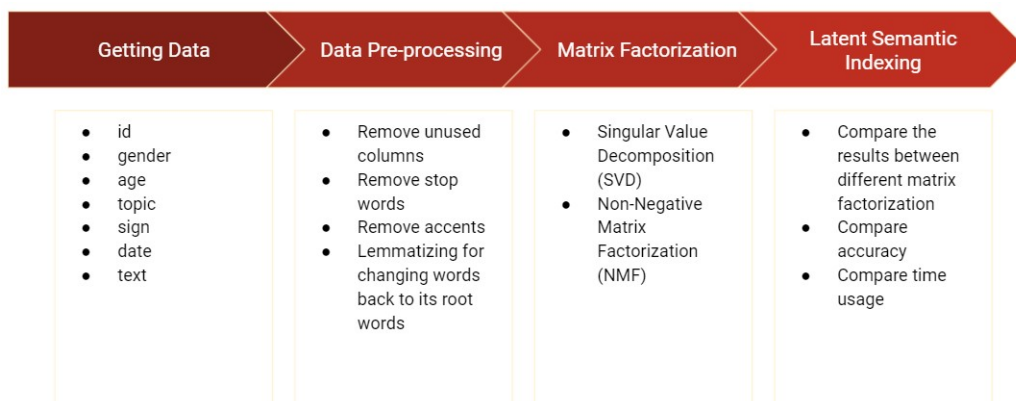 Getting Data
Data Pre-processing
Matrix Factorization
Latent Semantic
Indexing
● id
● gender
● age
● topic
● sign
● date
● text
● Remove unused
columns
● Remove stop
words
● Remove accents
● Lemmatizing for
changing words
back to its root
words
● Singular Value
Decomposition
(SVD)
● Non-Negative
Matrix
Factorization
(NMF)
● Compare the
results between
different matrix
factorization
● Compare
accuracy
● Compare time
usage